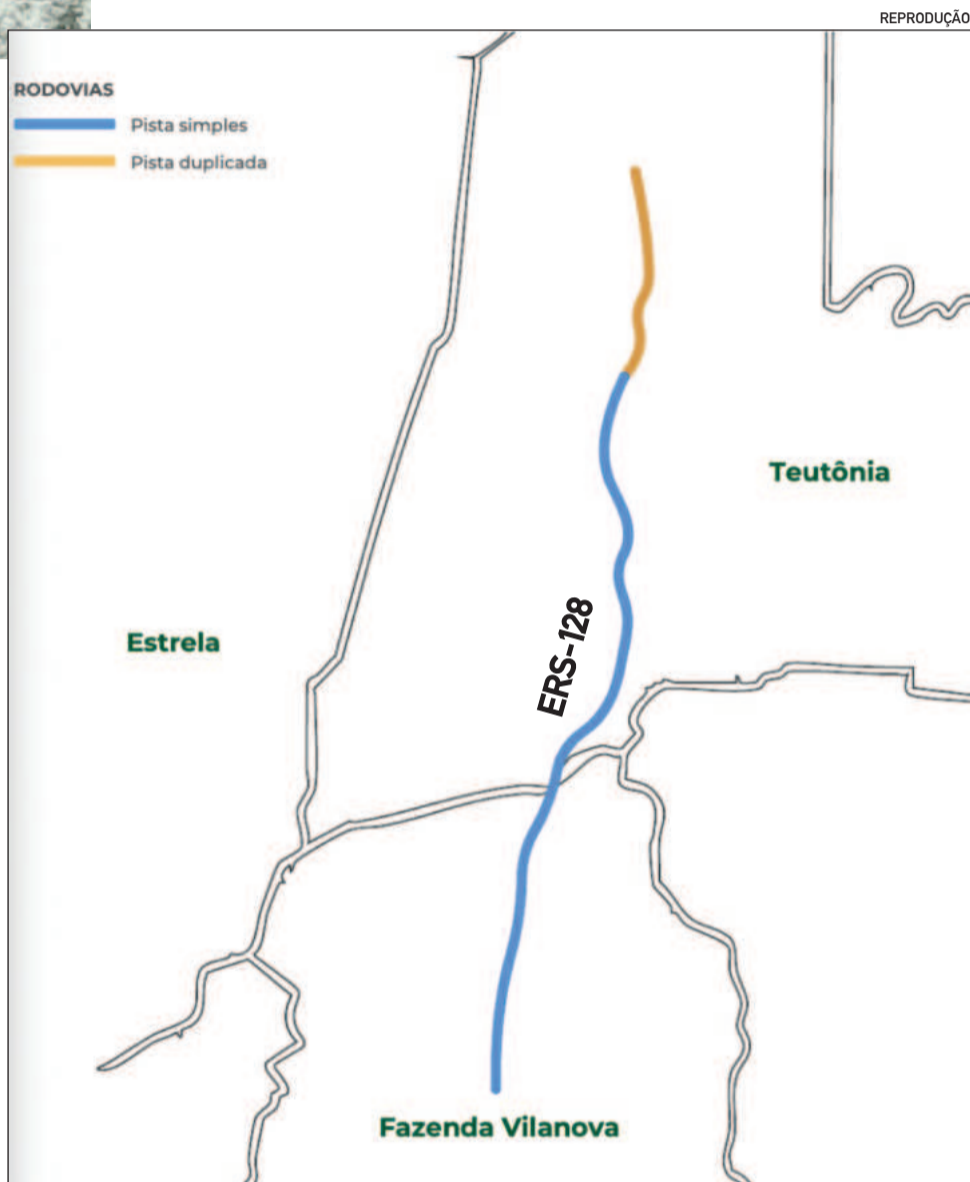 REPRODUÇÃO
RODOVIAS
Pista simples
Pista duplicada
Teutônia
ERS-128
Estrela
Fazenda Vilanova